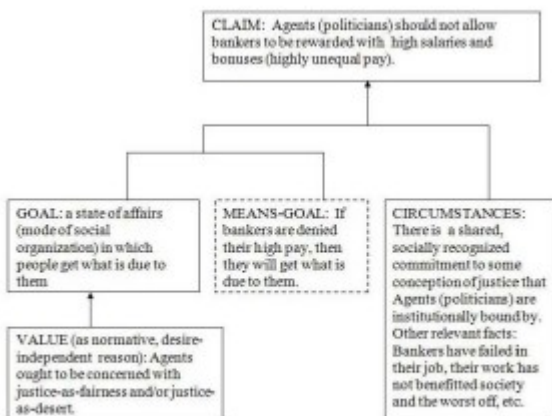 CLAIM: Agents (politicians) should not allow
bankers to be rewarded with high salaries and
bonuses (highly unequal pay).
GOAL: a state of affairs
(mode of social
organization) in which
people get what is due to
them
MEANS-GOAL: If
bankers are denied
their high pay, then
they will get what is
due to them.
CIRCUMSTANCES:
There is a shared,
socially recognized
commitment to some
conception of justice that
Agents (politicians) are
institutionally bound by.
Other relevant facts:
Bankers have failed in
their job, their work has
not benefitted society
and the worst off, etc.
VALUE (as normative, desire-
independent reason): Agents
ought to be concerned with
justice-as-fairness and/or justice-
as-desert.